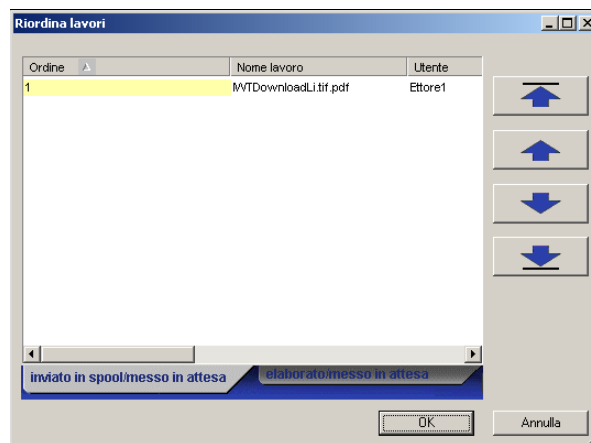 Riordina lavori
Ordine Nome lavoro Utente
1 IWTDownloadLi.tif.pdf Ettore1
inviato in spool/messo in attesa elaborato/messo in attesa
OK Annulla